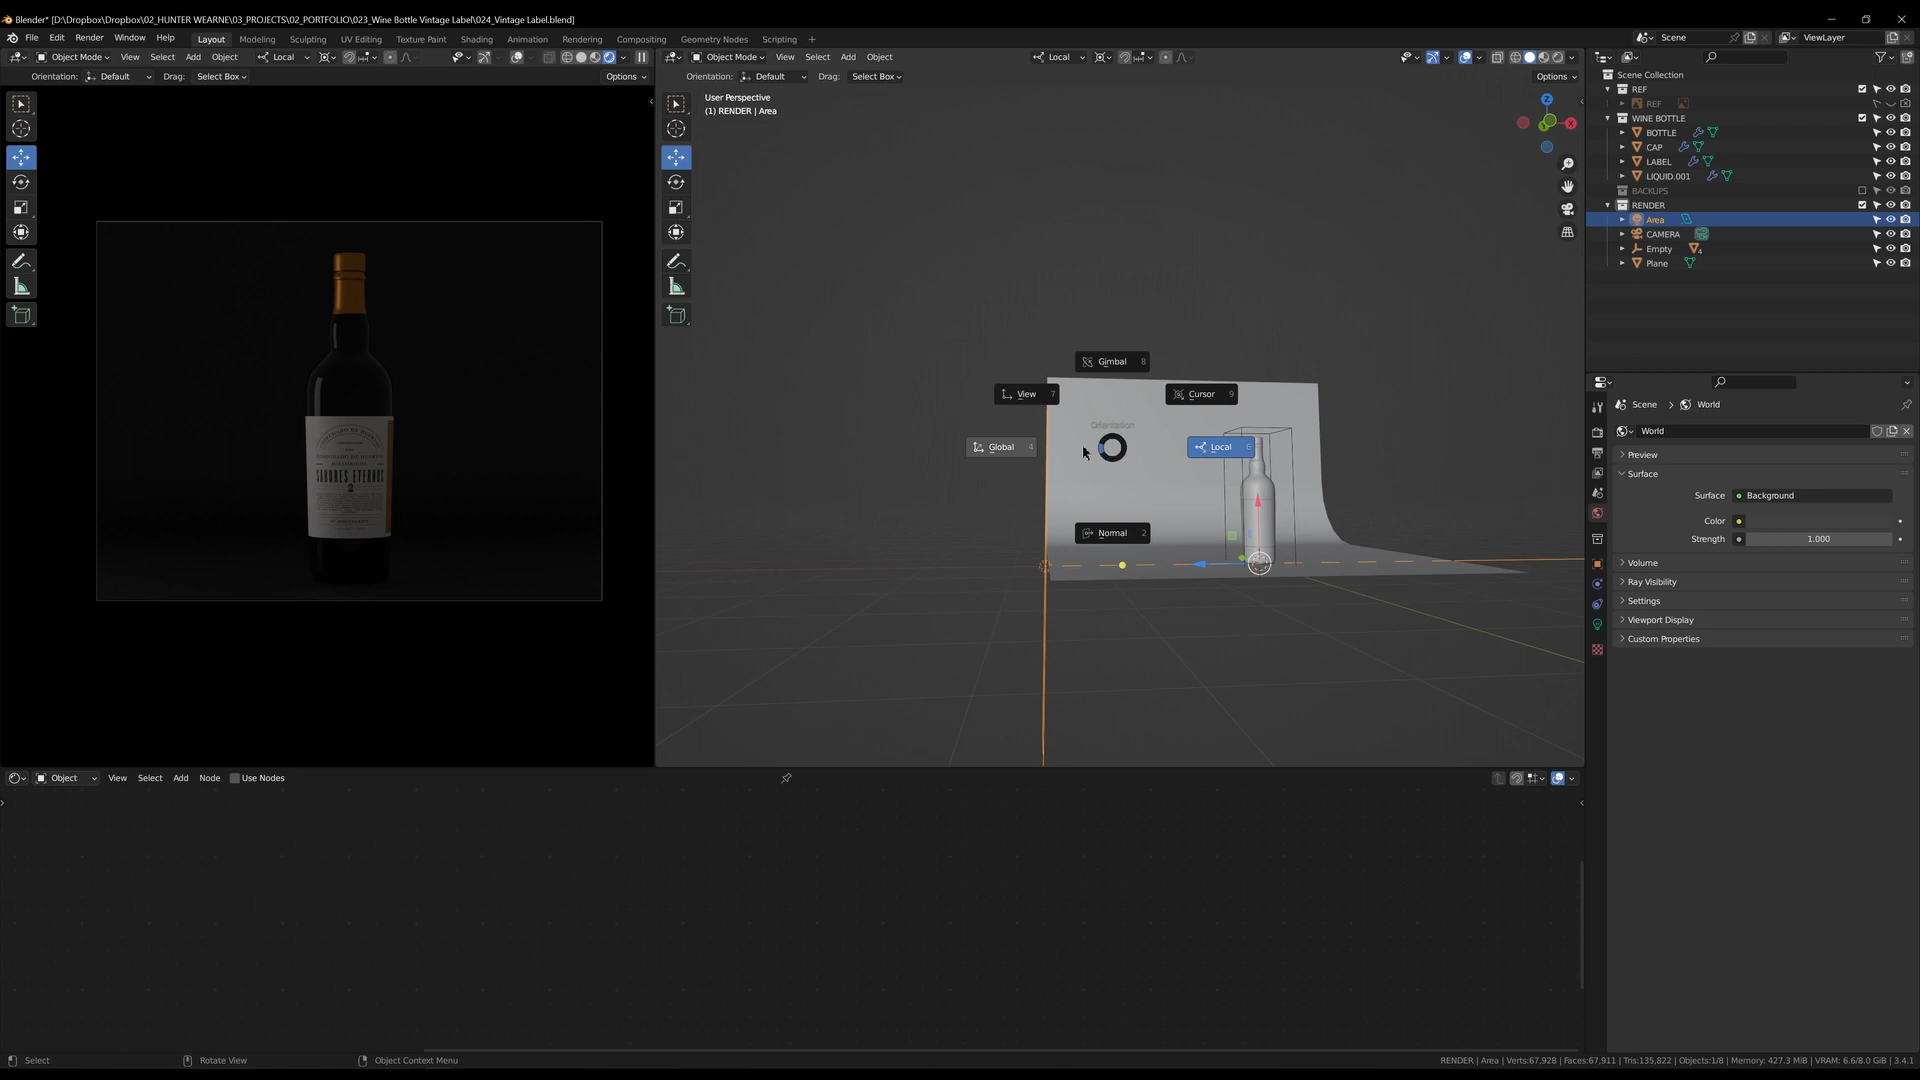 Blender* [D:\Dropbox\Dropbox\02_HUNTER WEARNE\03_PROJECTS\02_PORTFOLIO\023_Wine Bottle Vintage Label\024_Vintage Label.blend]
File Edit Render Window Help Layout Modeling Sculpting UV Editing Texture Paint Shading Animation Rendering Compositing Geometry Nodes Scripting + Scene ViewLayer
Object Mode View Select Add Object Local Object Mode View Select Add Object Local
Orientation: Default Drag: Select Box Options Orientation: Default Drag: Select Box Options
User Perspective
(1) RENDER | Area
Z
X
Y
Scene Collection
REF
REF
WINE BOTTLE
BOTTLE
CAP
LABEL
LIQUID.001
BACKUPS
RENDER
Area
CAMERA
Empty 4
Plane
Gimbal 8
View 7
Cursor 9
Orientation
Global 4
Local 6
Normal 2
SABORES ETERNOS
Scene > World
World
Preview
Surface
Surface Background
Color
Strength 1.000
Volume
Ray Visibility
Settings
Viewport Display
Custom Properties
Object View Select Add Node Use Nodes
Select Rotate View Object Context Menu RENDER | Area | Verts:67,928 | Faces:67,911 | Tris:135,822 | Objects:1/8 | Memory: 427.3 MiB | VRAM: 6.6/8.0 GiB | 3.4.1